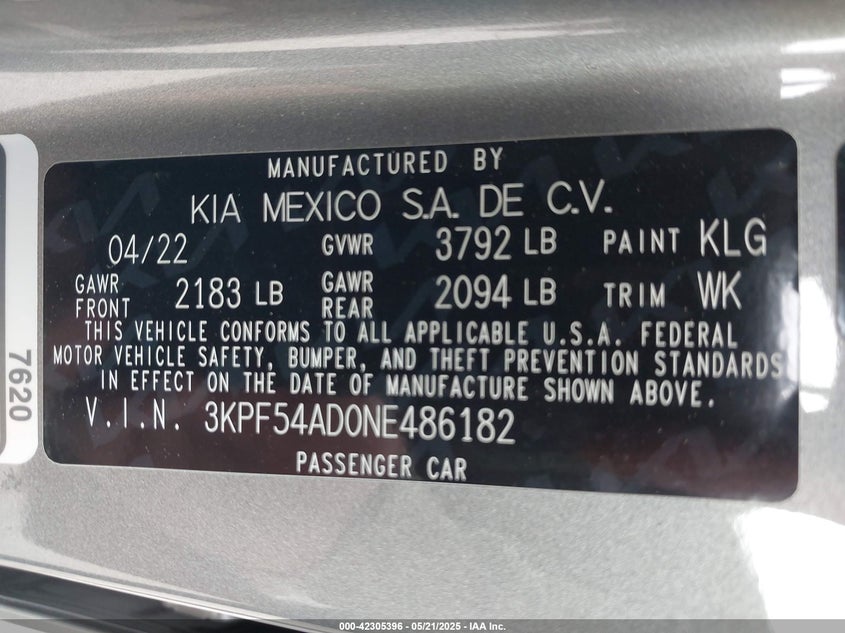 MANUFACTURED BY
KIA MEXICO S.A. DE C.V.
04/22 GVWR 3792 LB PAINT KLG
GAWR FRONT 2183 LB GAWR REAR 2094 LB TRIM WK
THIS VEHICLE CONFORMS TO ALL APPLICABLE U.S.A. FEDERAL
MOTOR VEHICLE SAFETY, BUMPER, AND THEFT PREVENTION STANDARDS
IN EFFECT ON THE DATE OF MANUFACTURE SHOWN ABOVE.
V.I.N. 3KPF54AD0NE486182
PASSENGER CAR
7620
000-42305396 - 05/21/2025 - IAA Inc.